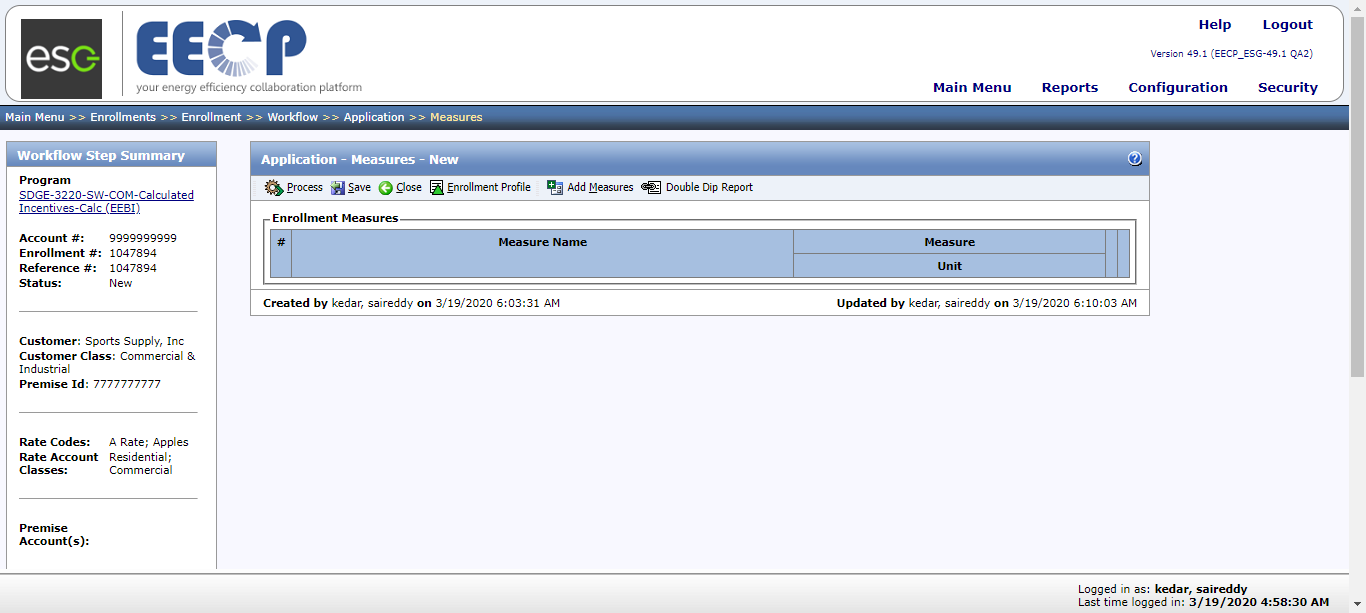 esg
EECP
your energy efficiency collaboration platform
Help Logout
Version 49.1 (EECP_ESG-49.1 QA2)
Main Menu Reports Configuration Security
Main Menu >> Enrollments >> Enrollment >> Workflow >> Application >> Measures
Workflow Step Summary
Program
SDGE-3220-SW-COM-Calculated
Incentives-Calc (EEBI)
Account #: 9999999999
Enrollment #: 1047894
Reference #: 1047894
Status: New
Customer: Sports Supply, Inc
Customer Class: Commercial &
Industrial
Premise Id: 7777777777
Rate Codes: A Rate; Apples
Rate Account Residential;
Classes: Commercial
Premise
Account(s):
Application - Measures - New
?
Process Save Close Enrollment Profile Add Measures Double Dip Report
Enrollment Measures
# Measure Name Measure
Unit
Created by kedar, saireddy on 3/19/2020 6:03:31 AM Updated by kedar, saireddy on 3/19/2020 6:10:03 AM
Logged in as: kedar, saireddy
Last time logged in: 3/19/2020 4:58:30 AM